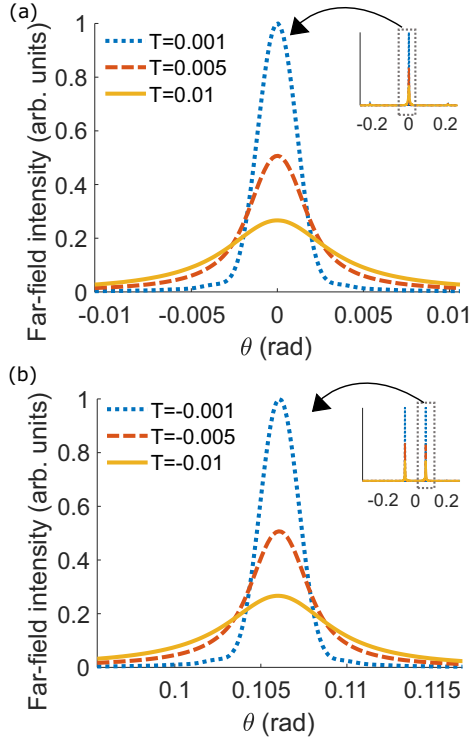 (a)
Far-field intensity (arb. units)
1
0.8
0.6
0.4
0.2
0
T=0.001
T=0.005
T=0.01
-0.2 0 0.2
-0.01 -0.005 0 0.005 0.01
θ (rad)
(b)
Far-field intensity (arb. units)
1
0.8
0.6
0.4
0.2
0
T=-0.001
T=-0.005
T=-0.01
-0.2 0 0.2
0.1 0.105 0.11 0.115
θ (rad)